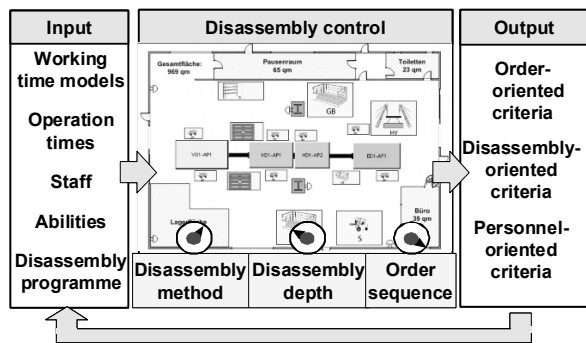 Input
Working
time models
Operation
times
Staff
Abilities
Disassembly
programme
Disassembly control
Gesamtfläche:
969 qm
Pausenraum
65 qm
Toiletten
23 qm
GB
HV
VD1-AP1
HD1-AP1
HD1-AP2
ED1-AP1
Lagerfläche
S
Büro
39 qm
Disassembly
method
Disassembly
depth
Order
sequence
Output
Order-
oriented
criteria
Disassembly-
oriented
criteria
Personnel-
oriented
criteria